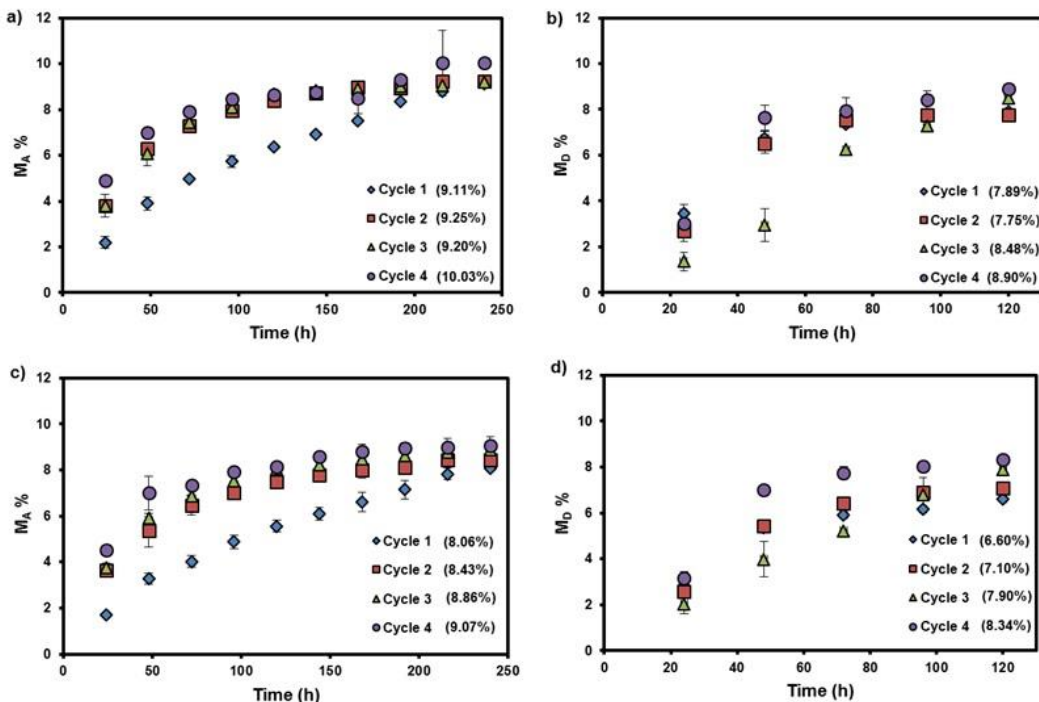 a)
12
10
8
6
4
2
0
M_A %
0 50 100 150 200 250
Time (h)
Cycle 1 (9.11%)
Cycle 2 (9.25%)
Cycle 3 (9.20%)
Cycle 4 (10.03%)
b)
12
10
8
6
4
2
0
M_D %
0 20 40 60 80 100 120
Time (h)
Cycle 1 (7.89%)
Cycle 2 (7.75%)
Cycle 3 (8.48%)
Cycle 4 (8.90%)
c)
12
10
8
6
4
2
0
M_A %
0 50 100 150 200 250
Time (h)
Cycle 1 (8.06%)
Cycle 2 (8.43%)
Cycle 3 (8.86%)
Cycle 4 (9.07%)
d)
12
10
8
6
4
2
0
M_D %
0 20 40 60 80 100 120
Time (h)
Cycle 1 (6.60%)
Cycle 2 (7.10%)
Cycle 3 (7.90%)
Cycle 4 (8.34%)